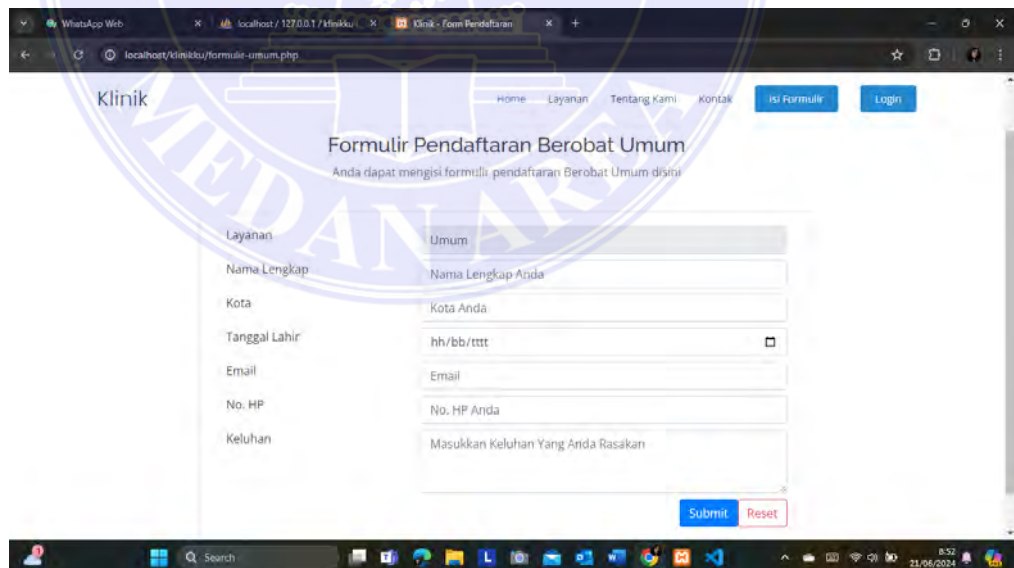 WhatsApp Web
localhost / 127.0.0.1 / klinikku
Klinik - Form Pendaftaran
localhost/klinikku/formulir-umum.php
Klinik
Home Layanan Tentang Kami Kontak Isi Formulir Login
Formulir Pendaftaran Berobat Umum
Anda dapat mengisi formulir pendaftaran Berobat Umum disini
Layanan Umum
Nama Lengkap Nama Lengkap Anda
Kota Kota Anda
Tanggal Lahir hh/bb/tttt
Email Email
No. HP No. HP Anda
Keluhan Masukkan Keluhan Yang Anda Rasakan
Submit Reset
MEDAN AREA
Search
8:52
21/06/2024